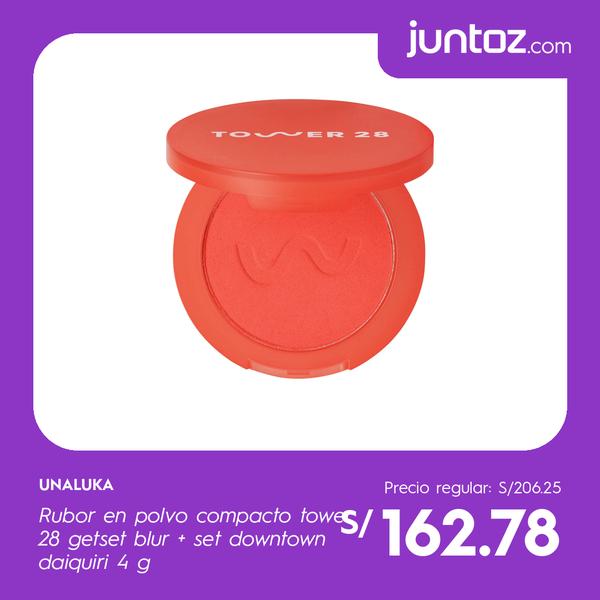 juntoz.com
TOWER 28
UNALUKA
Precio regular: S/206.25
Rubor en polvo compacto towe
S/162.78
28 getset blur + set downtown
daiquiri 4 g